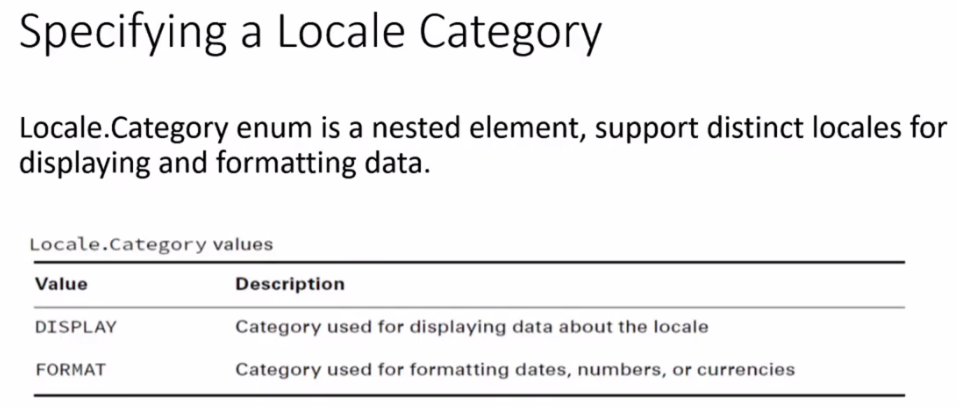 Specifying a Locale Category
Locale.Category enum is a nested element, support distinct locales for
displaying and formatting data.
Locale.Category values
Value Description
DISPLAY Category used for displaying data about the locale
FORMAT Category used for formatting dates, numbers, or currencies